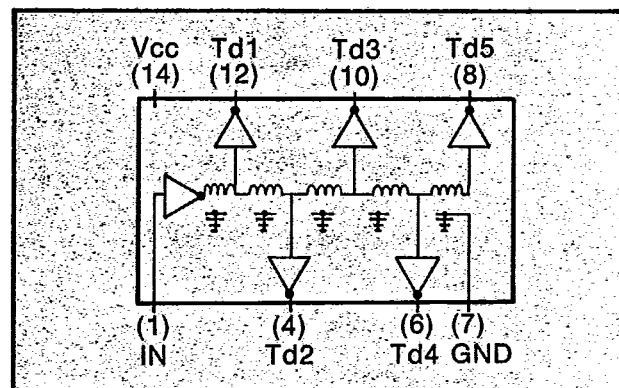 Vcc Td1 Td3 Td5
(14) (12) (10) (8)
(1) (4) (6) (7)
IN Td2 Td4 GND